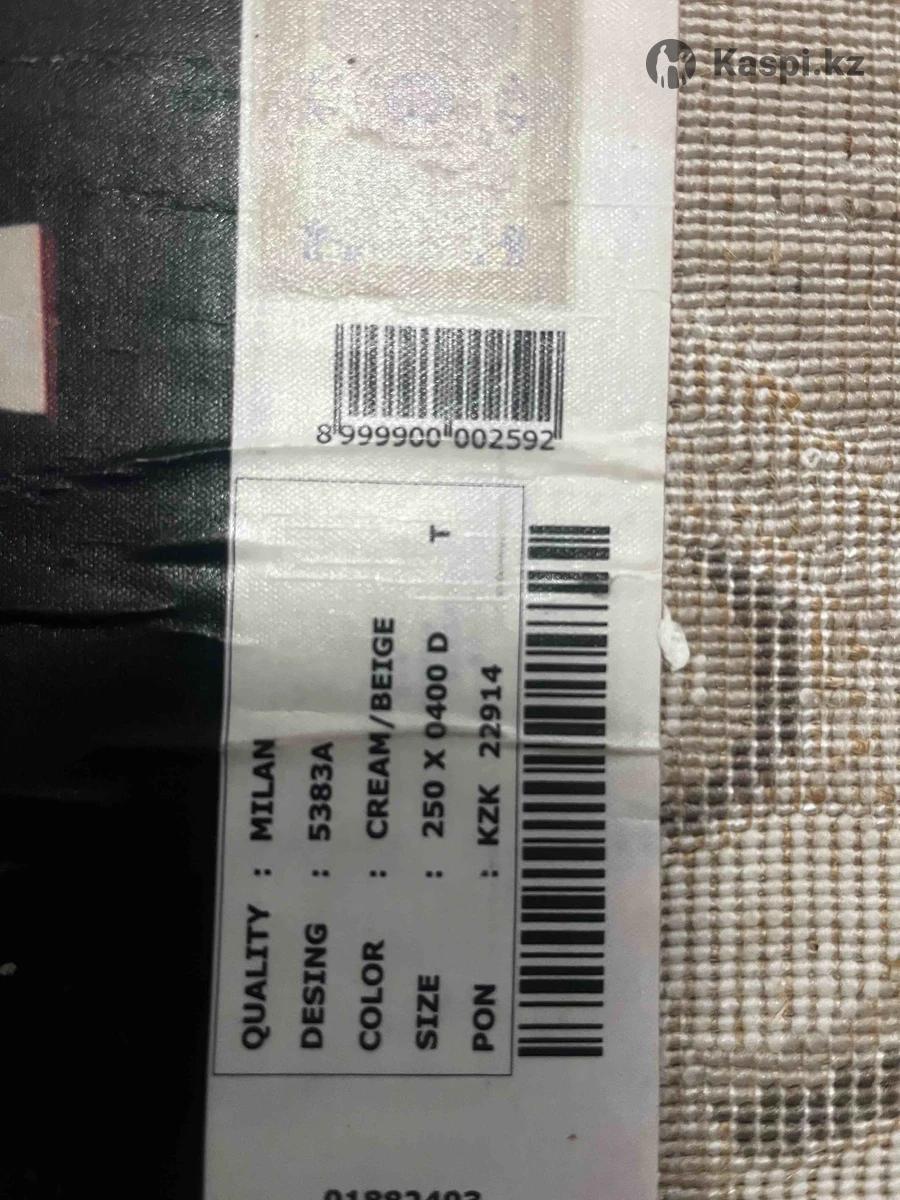 Kaspi.kz
8 999900 002592
QUALITY : MILAN
DESING : 5383A
COLOR : CREAM/BEIGE
SIZE : 250 X 0400 D T
PON : KZK 22914